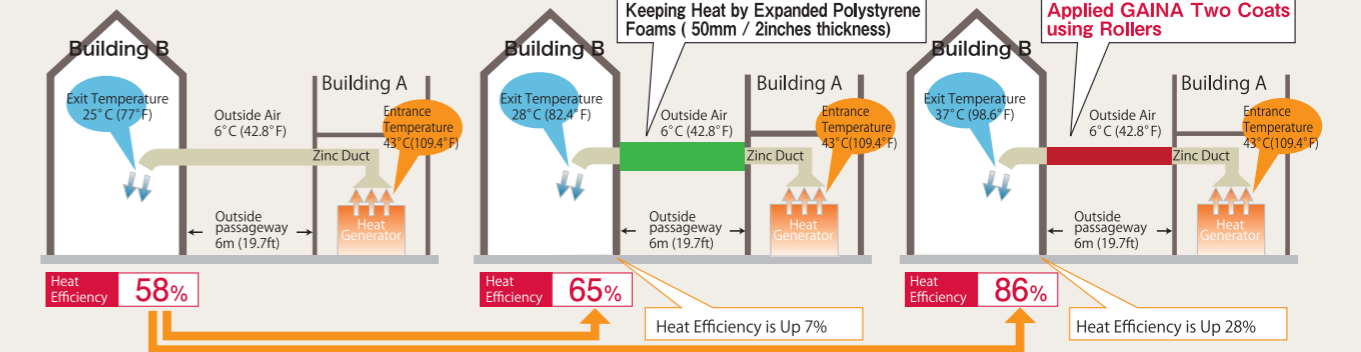 Building B
Building A
Exit Temperature
25°C (77°F)
Outside Air
6°C (42.8°F)
Entrance
Temperature
43°C(109.4°F)
Zinc Duct
Outside
passageway
6m (19.7ft)
Heat
Generator
Heat
Efficiency
58%
Keeping Heat by Expanded Polystyrene
Foams ( 50mm / 2inches thickness)
Building B
Building A
Exit Temperature
28°C (82.4°F)
Outside Air
6°C (42.8°F)
Entrance
Temperature
43°C(109.4°F)
Zinc Duct
Outside
passageway
6m (19.7ft)
Heat
Generator
Heat
Efficiency
65%
Heat Efficiency is Up 7%
Applied GAINA Two Coats
using Rollers
Building B
Building A
Exit Temperature
37°C (98.6°F)
Outside Air
6°C (42.8°F)
Entrance
Temperature
43°C(109.4°F)
Zinc Duct
Outside
passageway
6m (19.7ft)
Heat
Generator
Heat
Efficiency
86%
Heat Efficiency is Up 28%